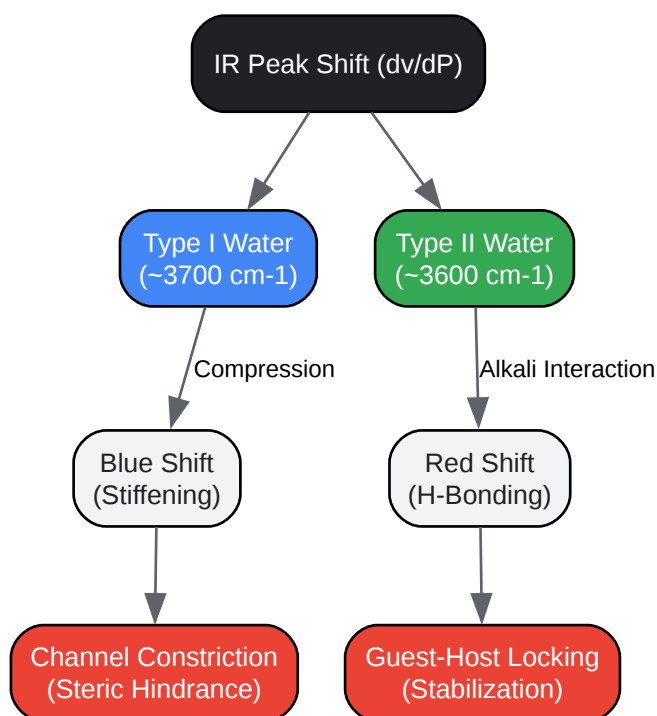 IR Peak Shift (dv/dP)
Type I Water
(~3700 cm-1)
Type II Water
(~3600 cm-1)
Compression
Alkali Interaction
Blue Shift
(Stiffening)
Red Shift
(H-Bonding)
Channel Constriction
(Steric Hindrance)
Guest-Host Locking
(Stabilization)